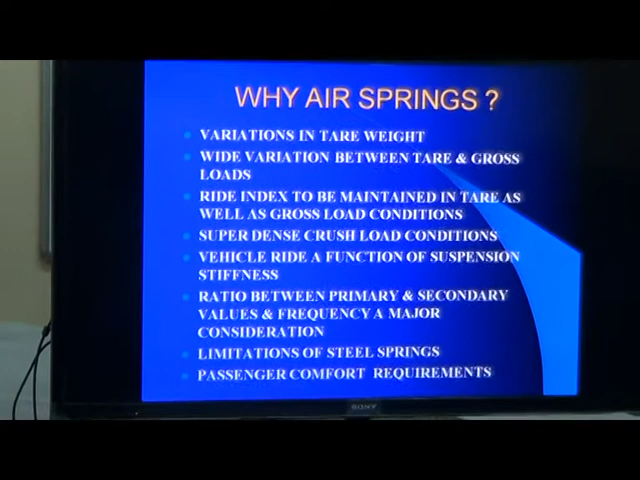 WHY AIR SPRINGS ?
VARIATIONS IN TARE WEIGHT
WIDE VARIATION BETWEEN TARE & GROSS
LOADS
RIDE INDEX TO BE MAINTAINED IN TARE AS
WELL AS GROSS LOAD CONDITIONS
SUPER DENSE CRUSH LOAD CONDITIONS
VEHICLE RIDE A FUNCTION OF SUSPENSION
STIFFNESS
RATIO BETWEEN PRIMARY & SECONDARY
VALUES & FREQUENCY A MAJOR
CONSIDERATION
LIMITATIONS OF STEEL SPRINGS
PASSENGER COMFORT REQUIREMENTS
SONY